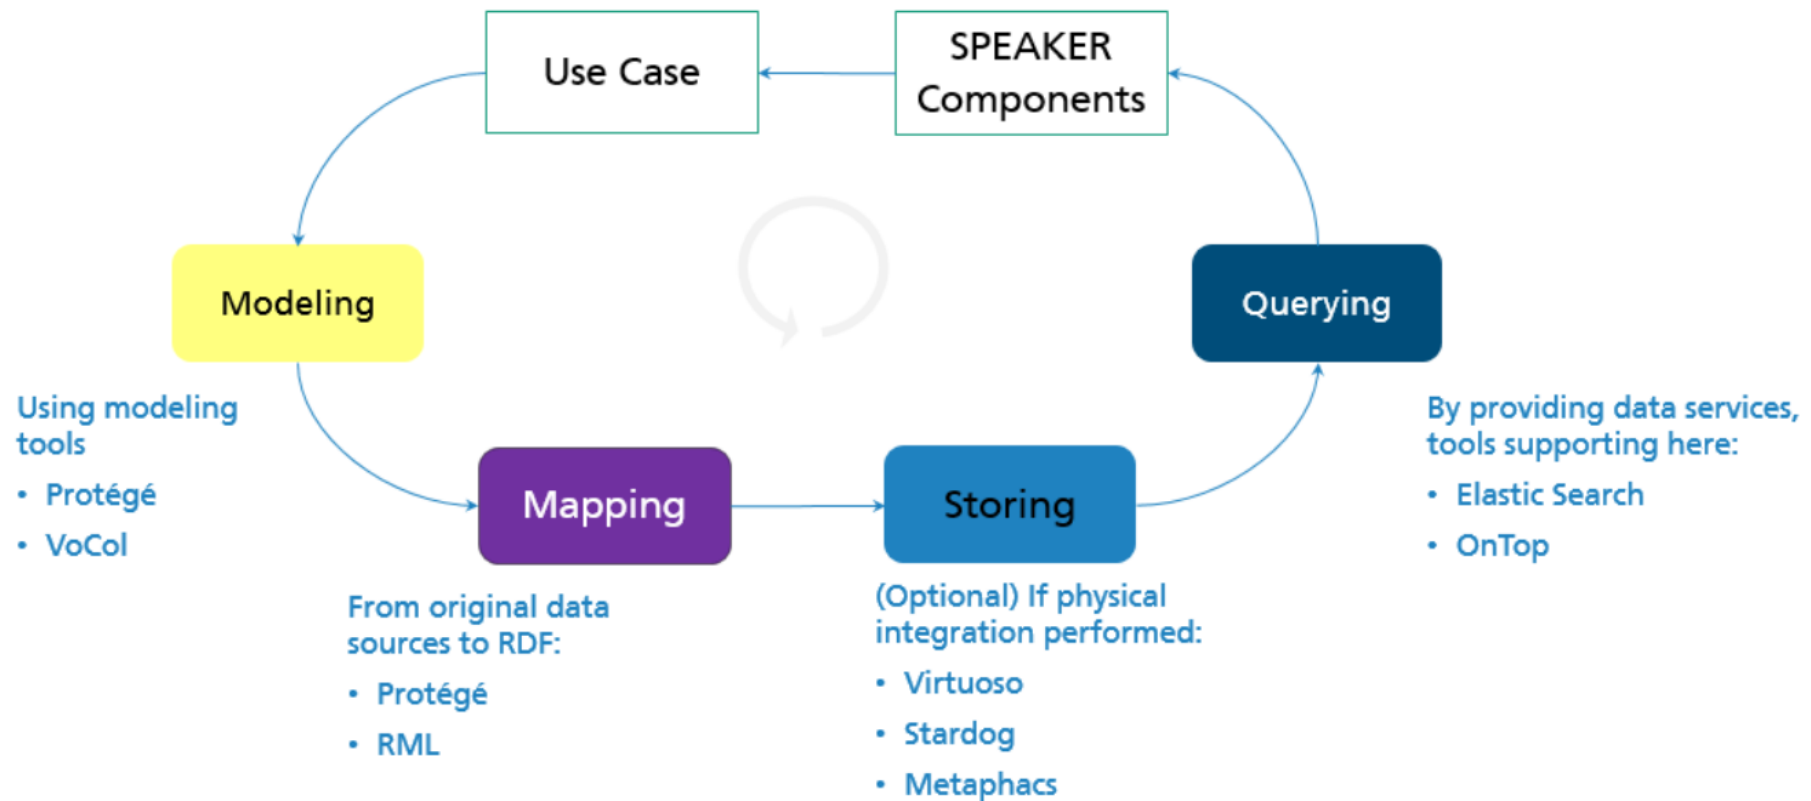 Use Case
SPEAKER
Components
Modeling
Querying
Using modeling
tools
• Protégé
• VoCol
Mapping
Storing
By providing data services,
tools supporting here:
• Elastic Search
• OnTop
From original data
sources to RDF:
• Protégé
• RML
(Optional) If physical
integration performed:
• Virtuoso
• Stardog
• Metaphacs